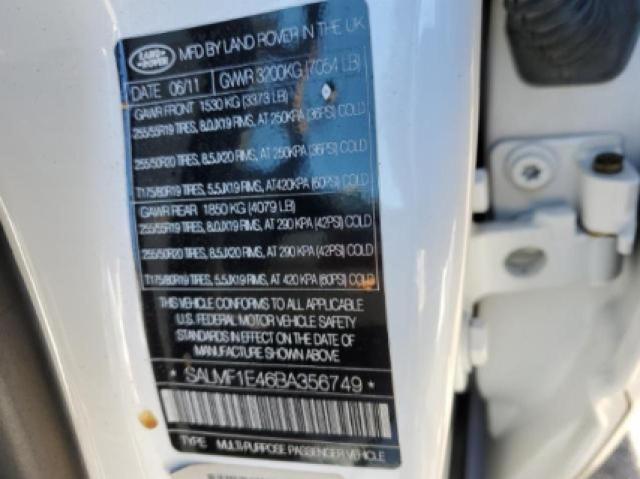 LAND ROVER
MFD BY LAND ROVER IN THE UK
DATE 06/11 GWWR 3200KG (7054 LB)
GAWR FRONT 1530 KG (3373 LB)
255/55R19 TIRES, 8.0JX19 RIMS, AT 250KPA (36PSI) COLD
255/50R20 TIRES, 8.5JX20 RIMS, AT 250KPA (36PSI) COLD
T175/80R19 TIRES, 5.5JX19 RIMS, AT420KPA (60PSI) COLD
GAWR REAR 1850 KG (4079 LB)
255/55R19 TIRES, 8.0JX19 RIMS, AT 290 KPA (42PSI) COLD
255/50R20 TIRES, 8.5JX20 RIMS, AT 290 KPA (42PSI) COLD
T175/80R19 TIRES, 5.5JX19 RIMS, AT 420 KPA (60PSI) COLD
THIS VEHICLE CONFORMS TO ALL APPLICABLE
U.S. FEDERAL MOTOR VEHICLE SAFETY
STANDARDS IN EFFECT ON THE DATE OF
MANUFACTURE SHOWN ABOVE
* SALMF1E46BA356749 *
TYPE MULTI-PURPOSE PASSENGER VEHICLE